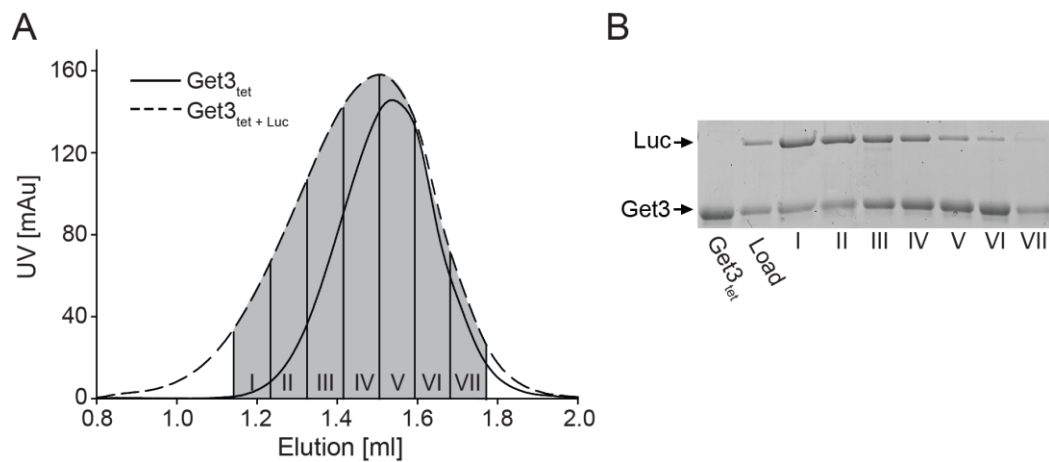 A
B
160
120
80
40
0
UV [mAu]
Get3tet
Get3tet + Luc
I II III IV V VI VII
0.8 1.0 1.2 1.4 1.6 1.8 2.0
Elution [ml]
Luc
Get3
Get3tet Load I II III IV V VI VII